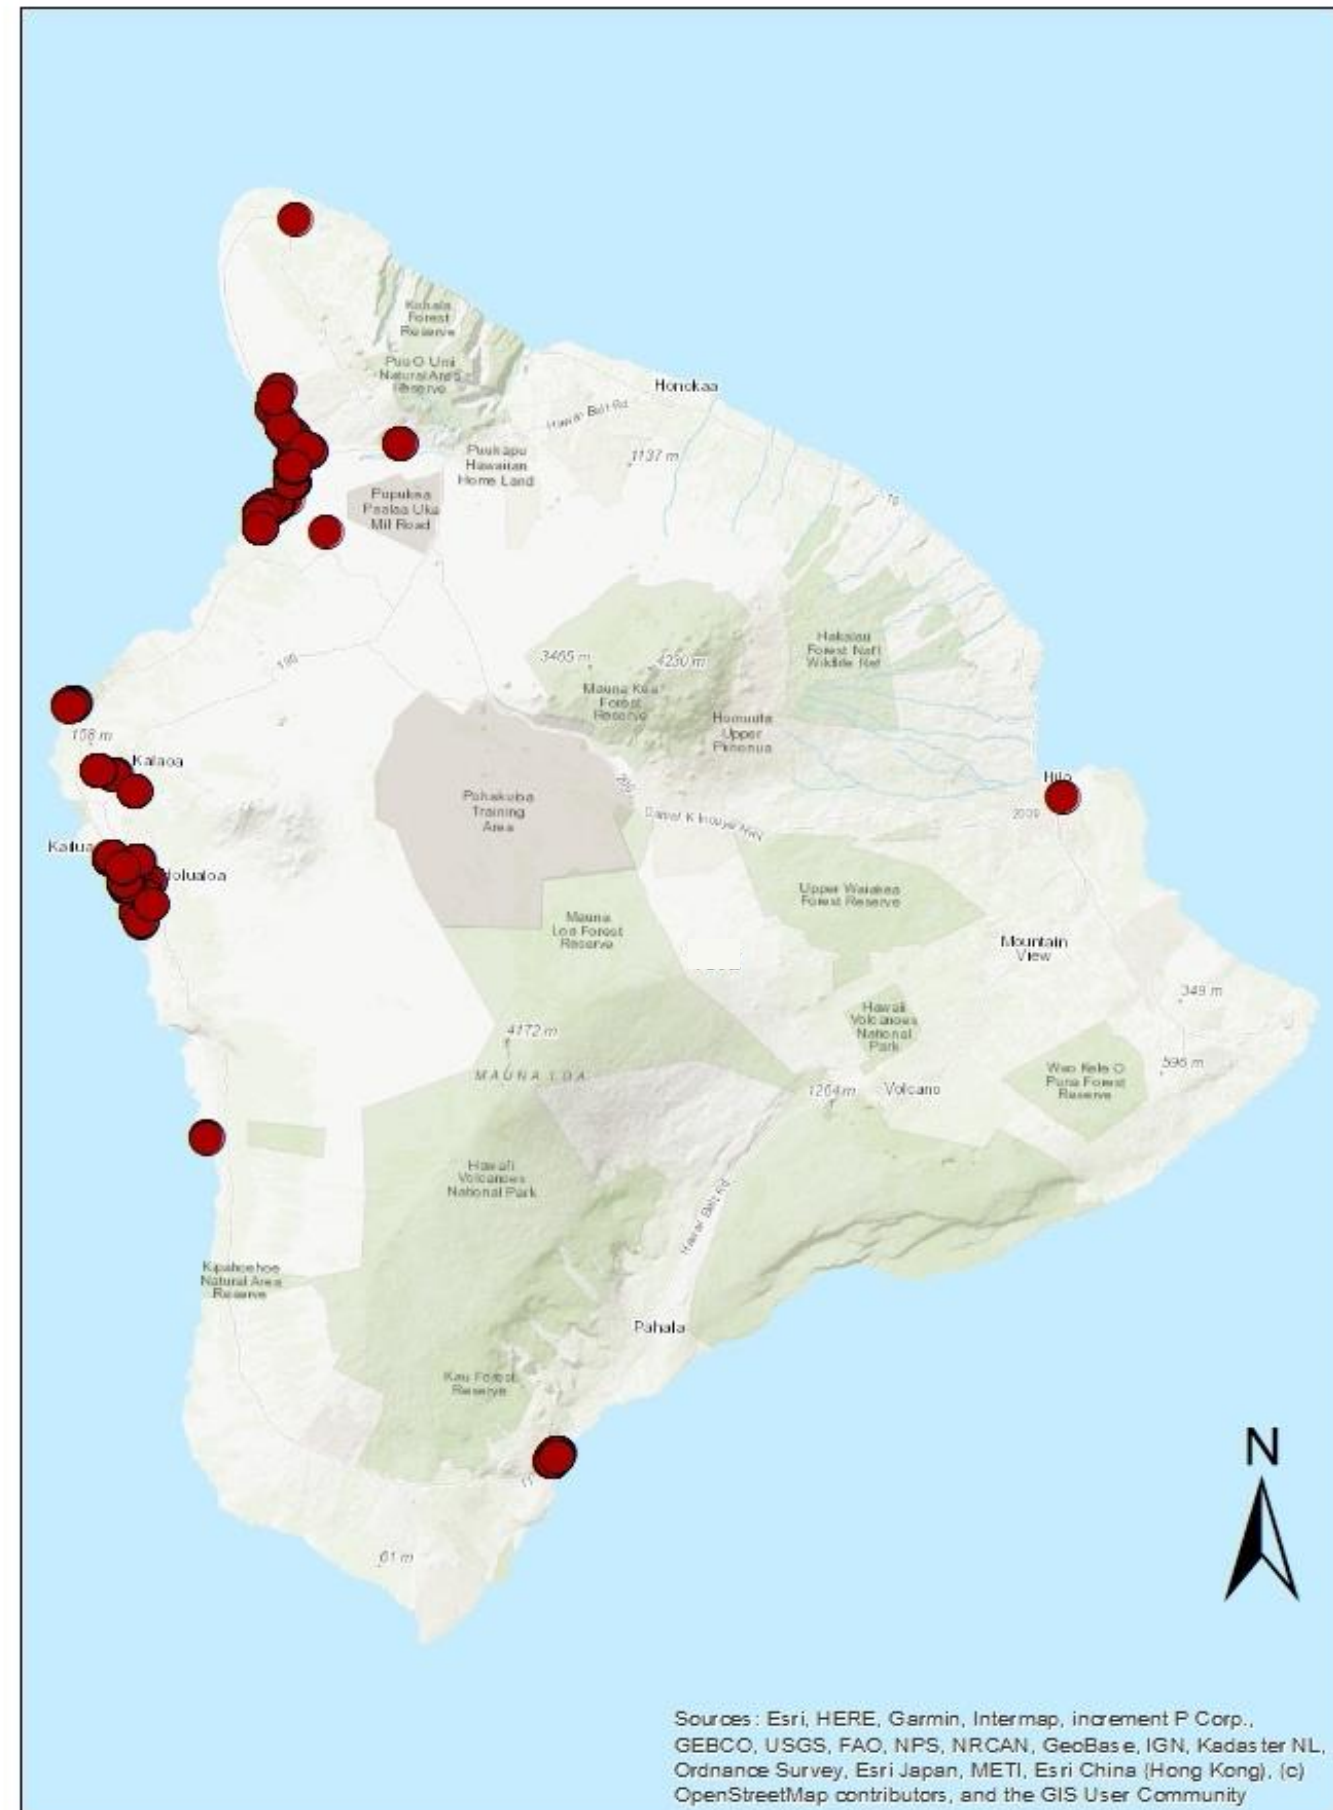 Kohala
Forest
Reserve
Puu O Umi
Natural Area
Reserve
Honokaa
Hawaii Belt Rd
Puukapu
Hawaiian
Home Land
1137 m
Pupukea
Paalaa Uka
Mil Road
19
Hakalau
Forest Nat'l
Wildlife Ref
190
3465 m
4230 m
Mauna Kea
Forest
Reserve
Upper
158 m
Kalaoa
Hilo
Pohakuloa
Training
Area
200
Daniel K Inouye Hwy
2000
Kailua
Holualoa
Upper Waiakea
Forest Reserve
Mauna
Loa Forest
Reserve
Mountain
View
349 m
Hawaii
Volcanoes
National
Park
4172 m
MAUNA LOA
596 m
Wao Kele O
Puna Forest
Reserve
1264 m
Volcano
Hawai'i
Volcanoes
National Park
Hawaii Belt Rd
Kipahoehoe
Natural Area
Reserve
Pahala
Kau Forest
Reserve
11
N
61 m
Sources: Esri, HERE, Garmin, Intermap, increment P Corp.,
GEBCO, USGS, FAO, NPS, NRCAN, GeoBase, IGN, Kadaster NL,
Ordnance Survey, Esri Japan, METI, Esri China (Hong Kong), (c)
OpenStreetMap contributors, and the GIS User Community